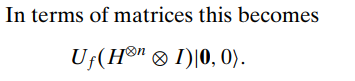 In terms of matrices this becomes
U_f(H^{⊗n} ⊗ I)|𝟎, 0⟩.